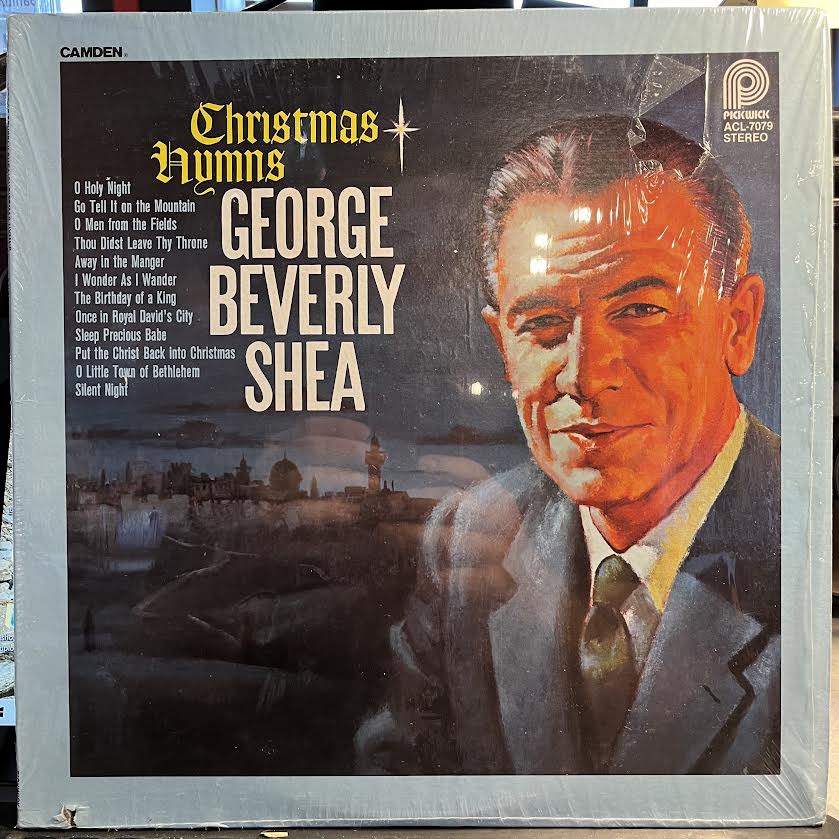 CAMDEN®
PICKWICK
ACL-7079
STEREO
Christmas
Hymns
GEORGE
BEVERLY
SHEA
O Holy Night
Go Tell It on the Mountain
O Men from the Fields
Thou Didst Leave Thy Throne
Away in the Manger
I Wonder As I Wander
The Birthday of a King
Once in Royal David's City
Sleep Precious Babe
Put the Christ Back into Christmas
O Little Town of Bethlehem
Silent Night